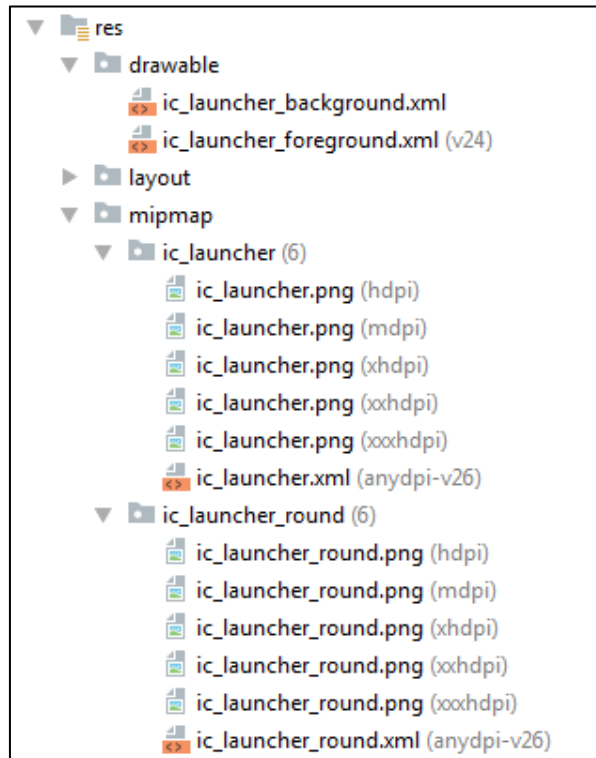 res
drawable
ic_launcher_background.xml
ic_launcher_foreground.xml (v24)
layout
mipmap
ic_launcher (6)
ic_launcher.png (hdpi)
ic_launcher.png (mdpi)
ic_launcher.png (xhdpi)
ic_launcher.png (xxhdpi)
ic_launcher.png (xxxhdpi)
ic_launcher.xml (anydpi-v26)
ic_launcher_round (6)
ic_launcher_round.png (hdpi)
ic_launcher_round.png (mdpi)
ic_launcher_round.png (xhdpi)
ic_launcher_round.png (xxhdpi)
ic_launcher_round.png (xxxhdpi)
ic_launcher_round.xml (anydpi-v26)